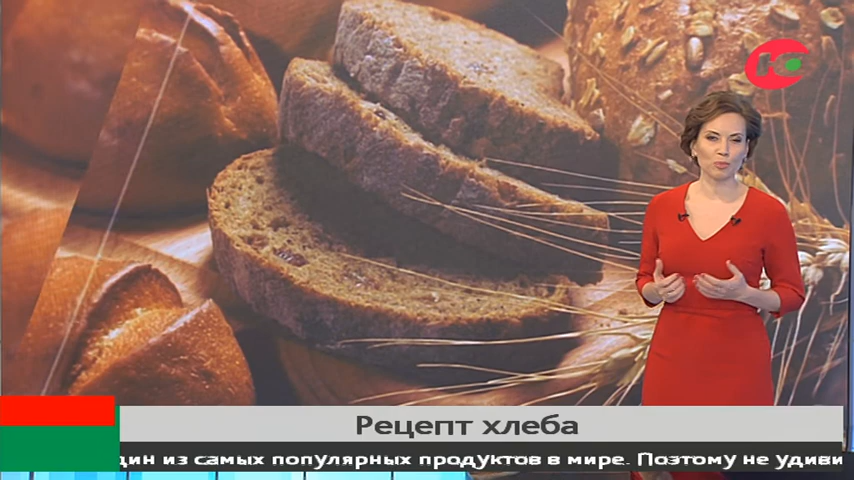 Ю
Рецепт хлеба
дин из самых популярных продуктов в мире. Поэтому не удиви